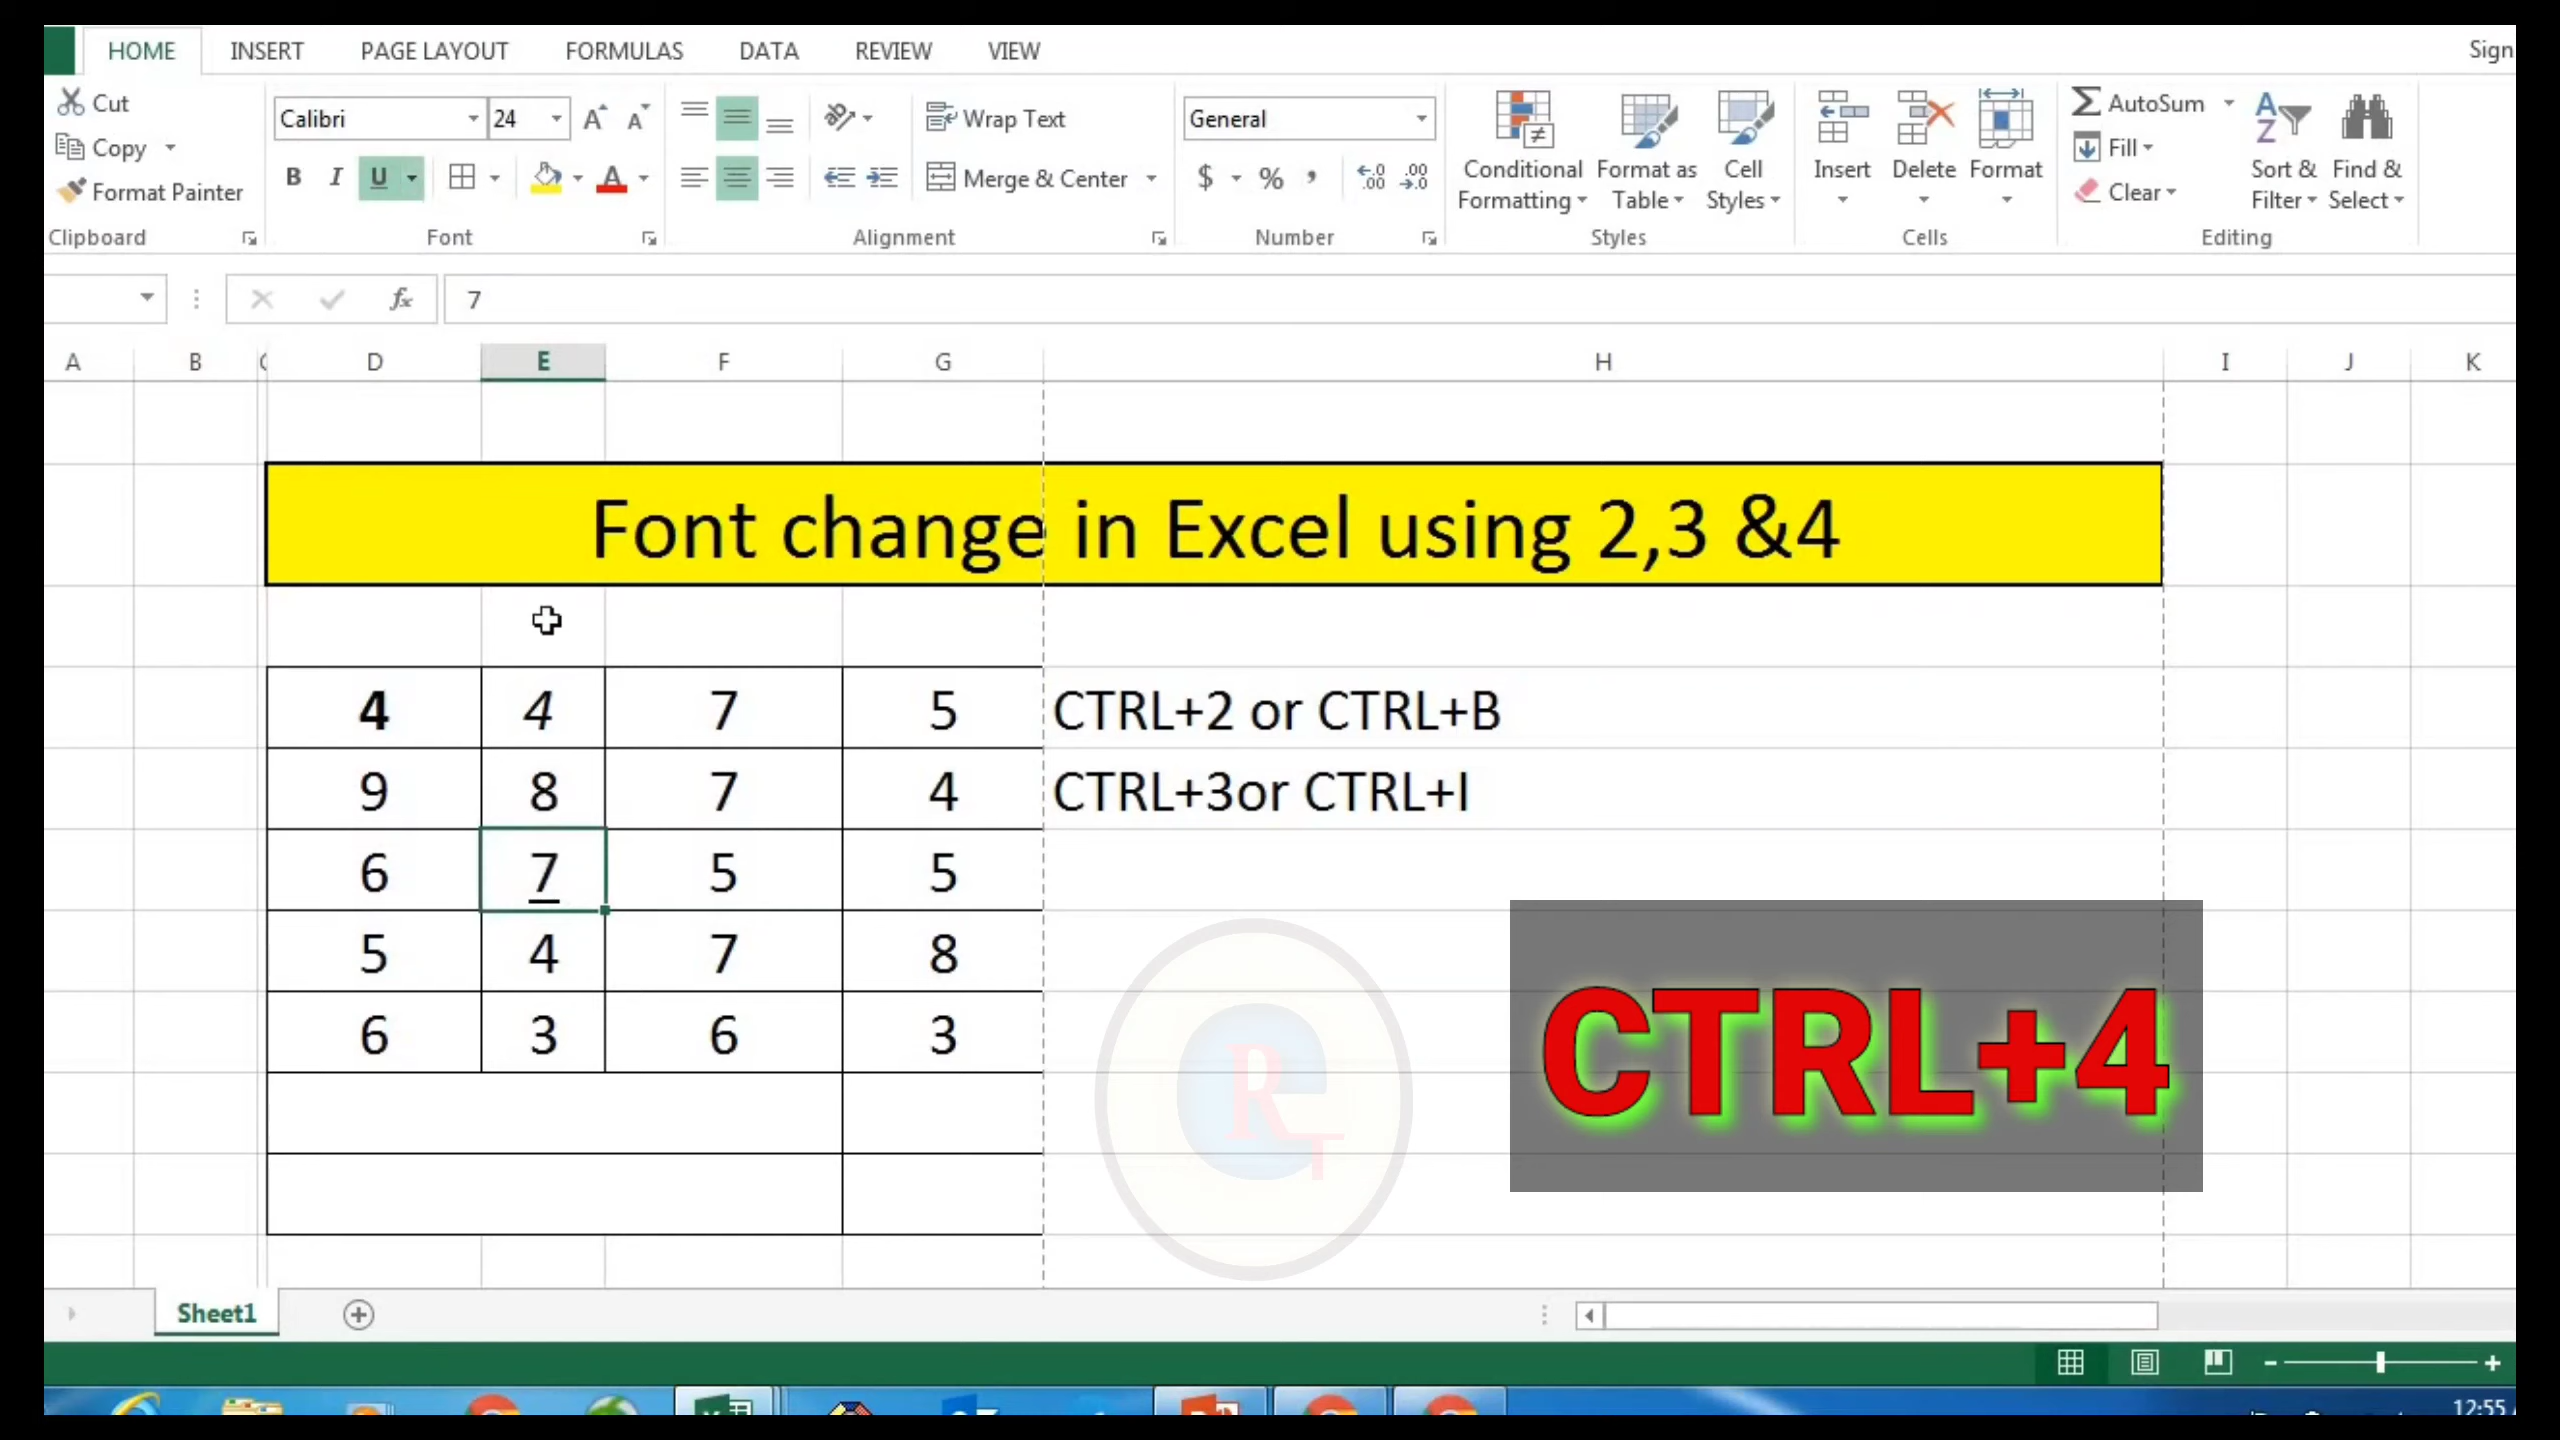 HOME INSERT PAGE LAYOUT FORMULAS DATA REVIEW VIEW Sign
Cut
Copy
Format Painter
Clipboard
Calibri 24
B I U
Font
Wrap Text
Merge & Center
Alignment
General
$ % ,
Number
Conditional Formatting
Format as Table
Cell Styles
Styles
Insert Delete Format
Cells
AutoSum
Fill
Clear
Sort & Filter
Find & Select
Editing
fx 7
A B D E F G H I J K
Font change in Excel using 2,3 &4
4 4 7 5 CTRL+2 or CTRL+B
9 8 7 4 CTRL+3or CTRL+I
6 7 5 5
5 4 7 8
6 3 6 3
CTRL+4
e R T
Sheet1
12:55